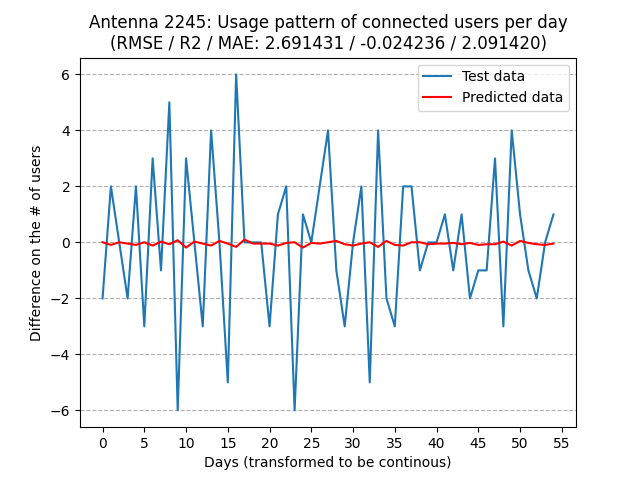 Antenna 2245: Usage pattern of connected users per day
(RMSE / R2 / MAE: 2.691431 / -0.024236 / 2.091420)
Test data
Predicted data
Difference on the # of users
6
4
2
0
−2
−4
−6
0 5 10 15 20 25 30 35 40 45 50 55
Days (transformed to be continous)